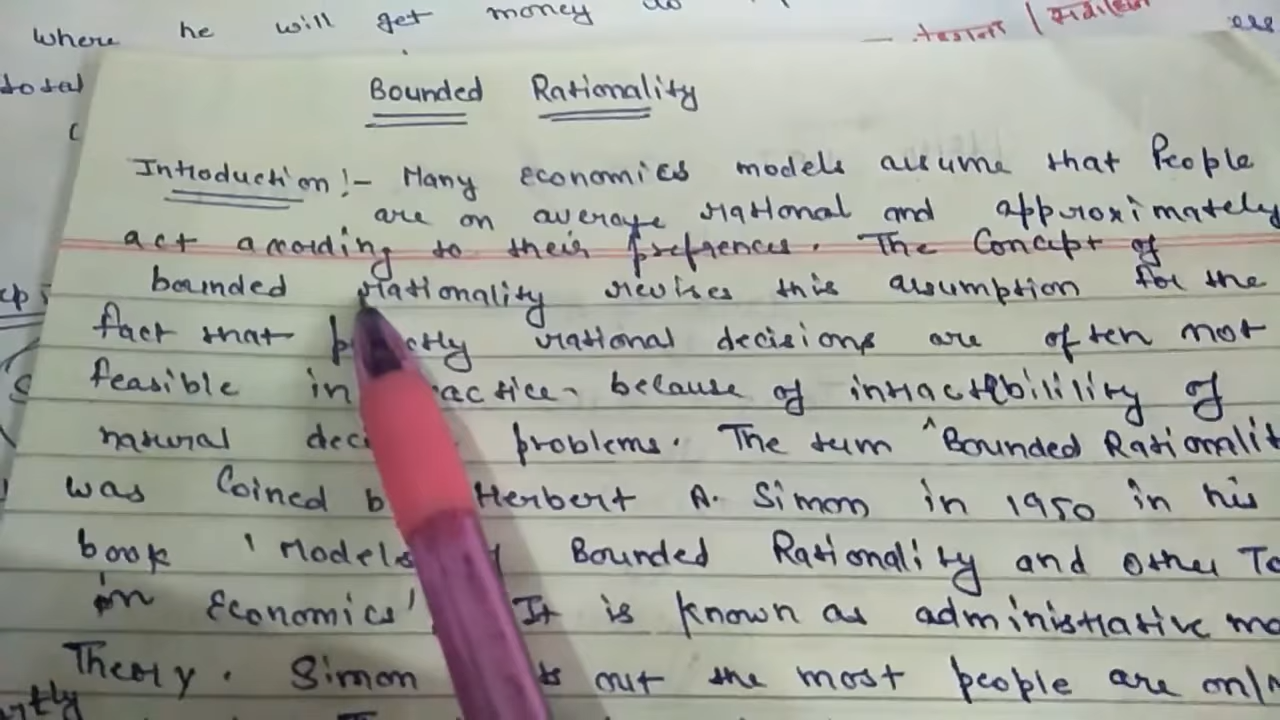 where he will get money
total
Bounded Rationality
Introduction :- Many economics models assume that People
are on average rational and approximately
act according to their prefrences. The Concept of
bounded rationality revises this assumption for the
fact that rational decisions are often not
feasible in because of intractibility of
natural problems. The term "Bounded
was Coined Herbert A. Simon in 1950 in his
book 'Models Bounded Rationality and other
in Economics' It is known as administrative
Theory. Simon out the most people are